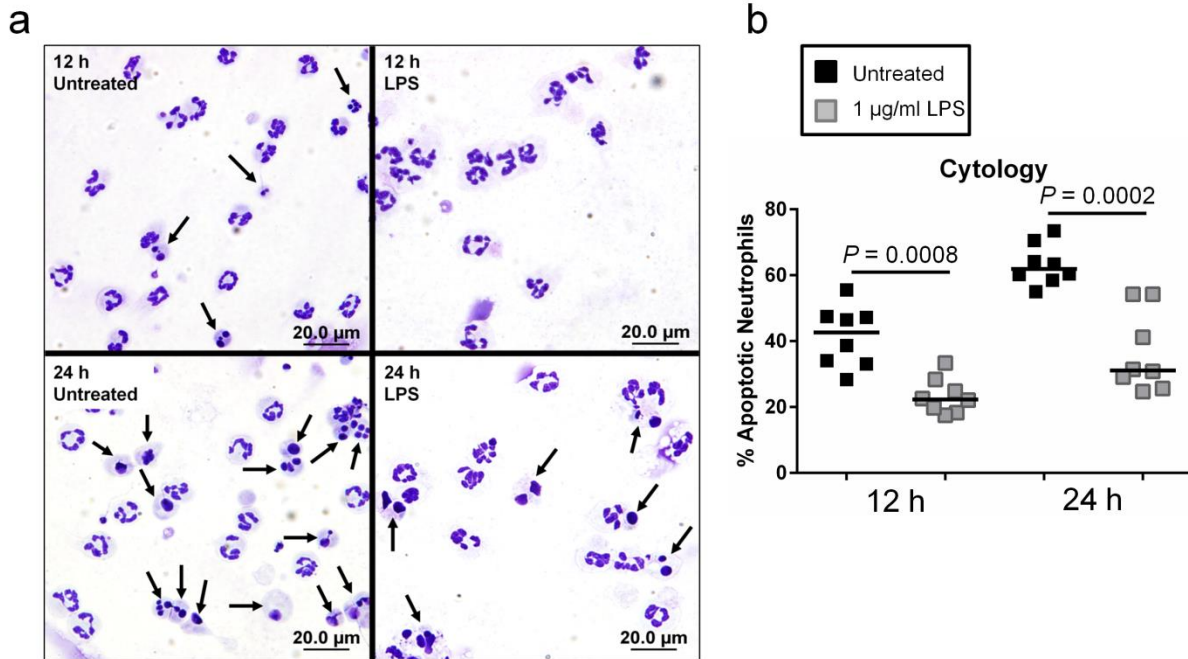 a
12 h
Untreated
20.0 µm
12 h
LPS
20.0 µm
24 h
Untreated
20.0 µm
24 h
LPS
20.0 µm
b
Untreated
1 µg/ml LPS
Cytology
P = 0.0002
P = 0.0008
% Apoptotic Neutrophils
80
60
40
20
0
12 h
24 h